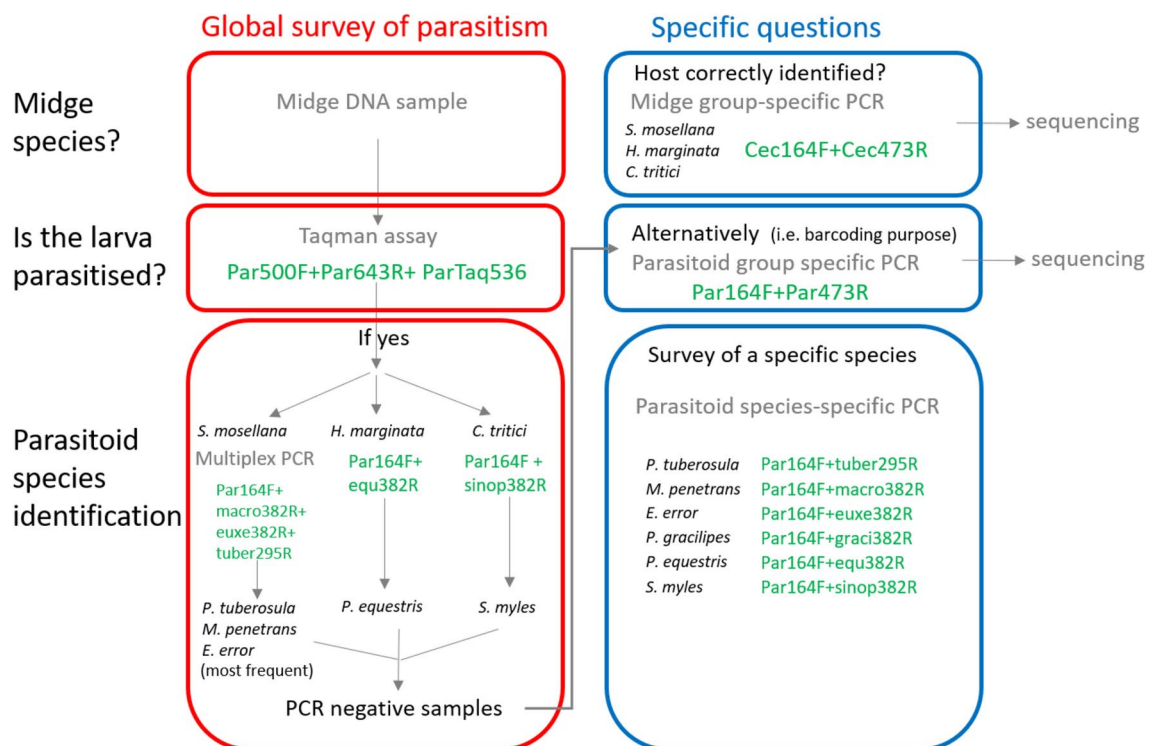 Global survey of parasitism
Specific questions
Midge
species?
Midge DNA sample
Host correctly identified?
Midge group-specific PCR
S. mosellana
H. marginata
C. tritici
Cec164F+Cec473R
sequencing
Is the larva
parasitised?
Taqman assay
Par500F+Par643R+ ParTaq536
Alternatively (i.e. barcoding purpose)
Parasitoid group specific PCR
Par164F+Par473R
sequencing
Parasitoid
species
identification
If yes
S. mosellana
Multiplex PCR
Par164F+
macro382R+
euxe382R+
tuber295R
P. tuberosula
M. penetrans
E. error
(most frequent)
H. marginata
Par164F+
equ382R
P. equestris
C. tritici
Par164F +
sinop382R
S. myles
PCR negative samples
Survey of a specific species
Parasitoid species-specific PCR
P. tuberosula Par164F+tuber295R
M. penetrans Par164F+macro382R
E. error Par164F+euxe382R
P. gracilipes Par164F+graci382R
P. equestris Par164F+equ382R
S. myles Par164F+sinop382R